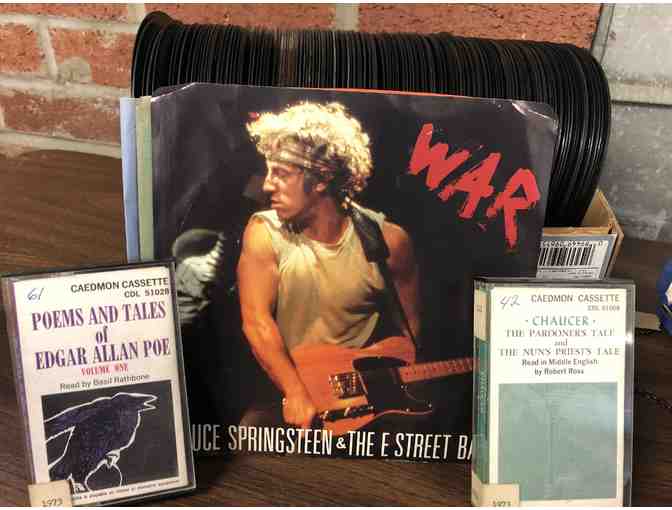 WAR
BRUCE SPRINGSTEEN & THE E STREET BA
61
CAEDMON CASSETTE
CDL 51028
POEMS AND TALES
of
EDGAR ALLAN POE
VOLUME ONE
Read by Basil Rathbone
1973
42
CAEDMON CASSETTE
CDL 51008
· CHAUCER ·
THE PARDONER'S TALE
and
THE NUN'S PRIEST'S TALE
Read in Middle English
by Robert Ross
1973